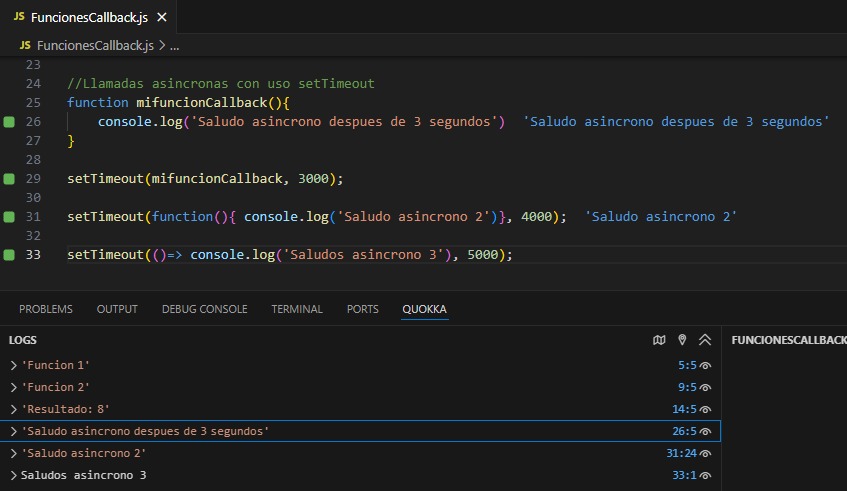 JS FuncionesCallback.js ×
JS FuncionesCallback.js > ...
23
24 //Llamadas asincronas con uso setTimeout
25 function mifuncionCallback(){
26     console.log('Saludo asincrono despues de 3 segundos')  'Saludo asincrono despues de 3 segundos'
27 }
28
29 setTimeout(mifuncionCallback, 3000);
30
31 setTimeout(function(){ console.log('Saludo asincrono 2')}, 4000);  'Saludo asincrono 2'
32
33 setTimeout(()=> console.log('Saludos asincrono 3'), 5000);
PROBLEMS OUTPUT DEBUG CONSOLE TERMINAL PORTS QUOKKA
LOGS FUNCIONESCALLBACK
> 'Funcion 1' 5:5
> 'Funcion 2' 9:5
> 'Resultado: 8' 14:5
> 'Saludo asincrono despues de 3 segundos' 26:5
> 'Saludo asincrono 2' 31:24
> Saludos asincrono 3 33:1